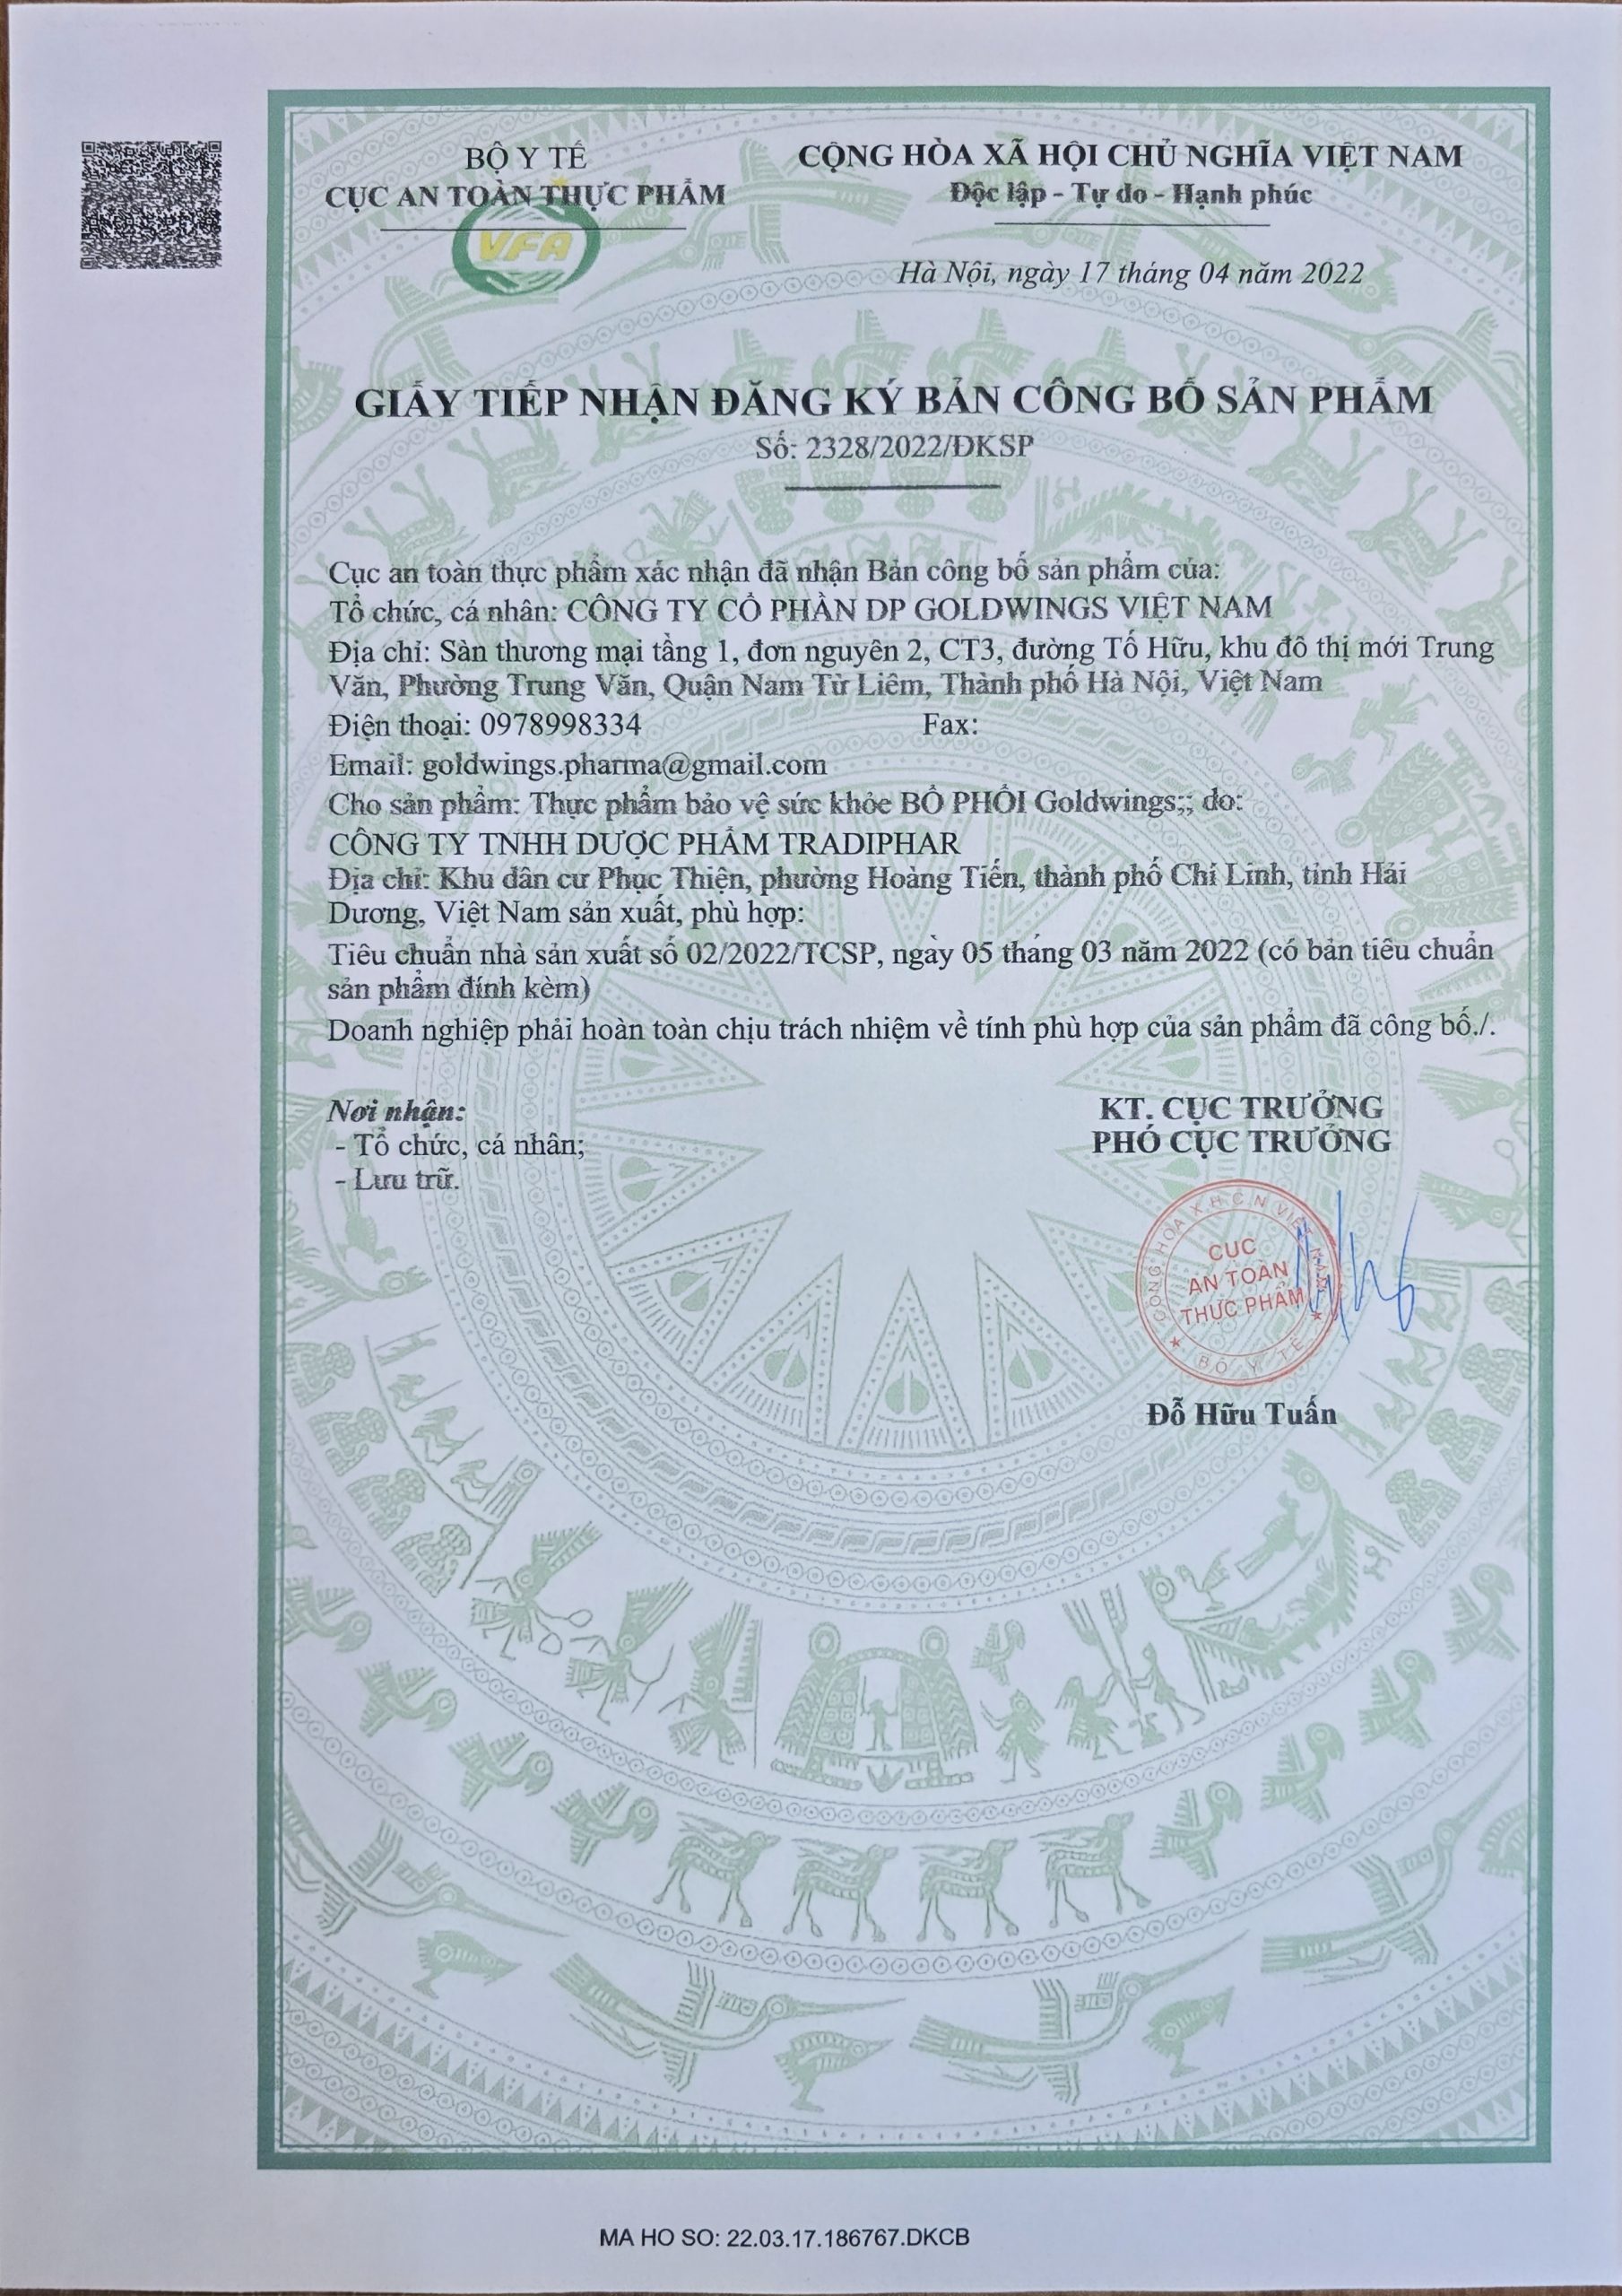 BỘ Y TẾ
CỤC AN TOÀN THỰC PHẨM
VFA
CỘNG HÒA XÃ HỘI CHỦ NGHĨA VIỆT NAM
Độc lập - Tự do - Hạnh phúc
Hà Nội, ngày 17 tháng 04 năm 2022
GIẤY TIẾP NHẬN ĐĂNG KÝ BẢN CÔNG BỐ SẢN PHẨM
Số: 2328/2022/ĐKSP
Cục an toàn thực phẩm xác nhận đã nhận Bản công bố sản phẩm của:
Tổ chức, cá nhân: CÔNG TY CỔ PHẦN DP GOLDWINGS VIỆT NAM
Địa chỉ: Sàn thương mại tầng 1, đơn nguyên 2, CT3, đường Tố Hữu, khu đô thị mới Trung
Văn, Phường Trung Văn, Quận Nam Từ Liêm, Thành phố Hà Nội, Việt Nam
Điện thoại: 0978998334 Fax:
Email: goldwings.pharma@gmail.com
Cho sản phẩm: Thực phẩm bảo vệ sức khỏe BỔ PHỔI Goldwings;; do:
CÔNG TY TNHH DƯỢC PHẨM TRADIPHAR
Địa chỉ: Khu dân cư Phục Thiện, phường Hoàng Tiến, thành phố Chí Linh, tỉnh Hải
Dương, Việt Nam sản xuất, phù hợp:
Tiêu chuẩn nhà sản xuất số 02/2022/TCSP, ngày 05 tháng 03 năm 2022 (có bản tiêu chuẩn
sản phẩm đính kèm)
Doanh nghiệp phải hoàn toàn chịu trách nhiệm về tính phù hợp của sản phẩm đã công bố./.
Nơi nhận:
- Tổ chức, cá nhân;
- Lưu trữ.
KT. CỤC TRƯỞNG
PHÓ CỤC TRƯỞNG
CỘNG HÒA X.H.C.N VIỆT NAM
CỤC
AN TOÀN
THỰC PHẨM
★ BỘ Y TẾ ★
Đỗ Hữu Tuấn
MA HO SO: 22.03.17.186767.DKCB